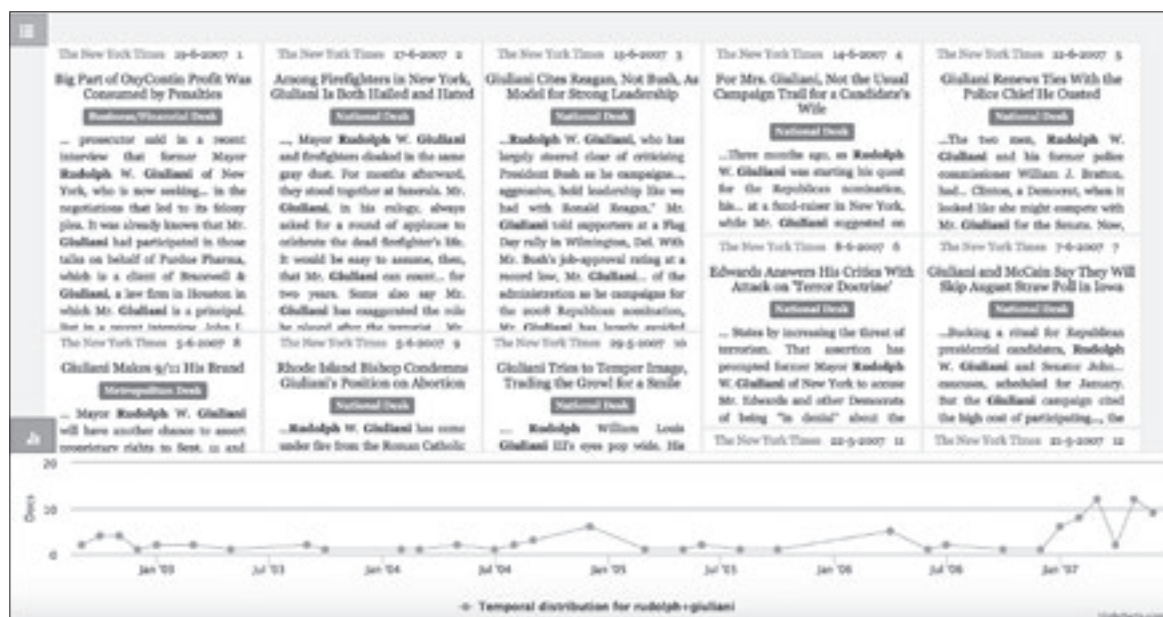 The New York Times 19-6-2007 1
Big Part of OxyContin Profit Was
Consumed by Penalties
Business/Financial Desk
... prosecutor said in a recent
interview that former Mayor
Rudolph W. Giuliani of New
York, who is now seeking... in the
negotiations that led to its felony
plea. It was already known that Mr.
Giuliani had participated in those
talks on behalf of Purdue Pharma,
which is a client of Bracewell &
Giuliani, a law firm in Houston in
which Mr. Giuliani is a principal.
But in a recent interview, John L.
The New York Times 17-6-2007 2
Among Firefighters in New York,
Giuliani Is Both Hailed and Hated
National Desk
..., Mayor Rudolph W. Giuliani
and firefighters cloaked in the same
gray dust. For months afterward,
they stood together at funerals. Mr.
Giuliani, in his eulogy, always
asked for a round of applause to
celebrate the dead firefighter's life.
It would be easy to assume, then,
that Mr. Giuliani can count... for
two years. Some also say Mr.
Giuliani has exaggerated the role
he played after the terrorist... Mr.
The New York Times 15-6-2007 3
Giuliani Cites Reagan, Not Bush, As
Model for Strong Leadership
National Desk
...Rudolph W. Giuliani, who has
largely steered clear of criticizing
President Bush as he campaigns...,
aggressive, bold leadership like we
had with Ronald Reagan," Mr.
Giuliani told supporters at a Flag
Day rally in Wilmington, Del. With
Mr. Bush's job-approval rating at a
record low, Mr. Giuliani... of the
administration as he campaigns for
the 2008 Republican nomination,
Mr. Giuliani has largely avoided
The New York Times 14-6-2007 4
For Mrs. Giuliani, Not the Usual
Campaign Trail for a Candidate's
Wife
National Desk
...Three months ago, as Rudolph
W. Giuliani was starting his quest
for the Republican nomination,
his... at a fund-raiser in New York,
while Mr. Giuliani suggested on
The New York Times 12-6-2007 5
Giuliani Renews Ties With the
Police Chief He Ousted
National Desk
...The two men, Rudolph W.
Giuliani and his former police
commissioner William J. Bratton,
had... Clinton, a Democrat, when it
looked like she might compete with
Mr. Giuliani for the Senate. Now,
The New York Times 8-6-2007 6
Edwards Answers His Critics With
Attack on 'Terror Doctrine'
National Desk
... States by increasing the threat of
terrorism. That assertion has
prompted former Mayor Rudolph
W. Giuliani of New York to accuse
Mr. Edwards and other Democrats
of being "in denial" about the
The New York Times 7-6-2007 7
Giuliani and McCain Say They Will
Skip August Straw Poll in Iowa
National Desk
...Bucking a ritual for Republican
presidential candidates, Rudolph
W. Giuliani and Senator John...
caucuses, scheduled for January.
But the Giuliani campaign cited
the high cost of participating..., the
The New York Times 5-6-2007 8
Giuliani Makes 9/11 His Brand
Metropolitan Desk
... Mayor Rudolph W. Giuliani
will have another chance to assert
proprietary rights to Sept. 11 and
The New York Times 5-6-2007 9
Rhode Island Bishop Condemns
Giuliani's Position on Abortion
National Desk
...Rudolph W. Giuliani has come
under fire from the Roman Catholic
The New York Times 29-5-2007 10
Giuliani Tries to Temper Image,
Trading the Growl for a Smile
National Desk
... Rudolph William Louis
Giuliani III's eyes pop wide. His
The New York Times 22-5-2007 11
The New York Times 21-5-2007 12
20
10
0
Docs
Jan '03 Jul '03 Jan '04 Jul '04 Jan '05 Jul '05 Jan '06 Jul '06 Jan '07
Temporal distribution for rudolph+giuliani